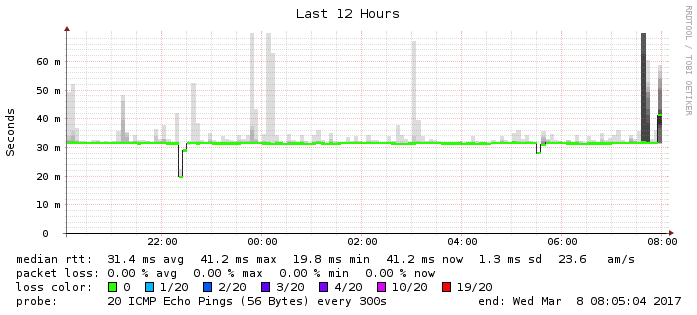 Last 12 Hours
RRDTOOL / TOBI OETIKER
Seconds
60 m
50 m
40 m
30 m
20 m
10 m
0
22:00 00:00 02:00 04:00 06:00 08:00
median rtt: 31.4 ms avg 41.2 ms max 19.8 ms min 41.2 ms now 1.3 ms sd 23.6 am/s
packet loss: 0.00 % avg 0.00 % max 0.00 % min 0.00 % now
loss color: 0 1/20 2/20 3/20 4/20 10/20 19/20
probe: 20 ICMP Echo Pings (56 Bytes) every 300s end: Wed Mar 8 08:05:04 2017